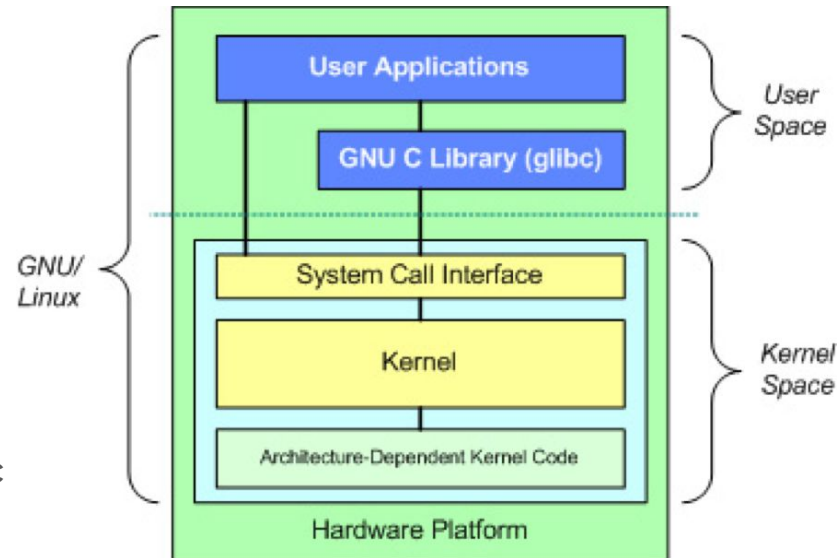 User Applications
User
Space
GNU C Library (glibc)
GNU/
Linux
System Call Interface
Kernel
Kernel
Space
Architecture-Dependent Kernel Code
Hardware Platform